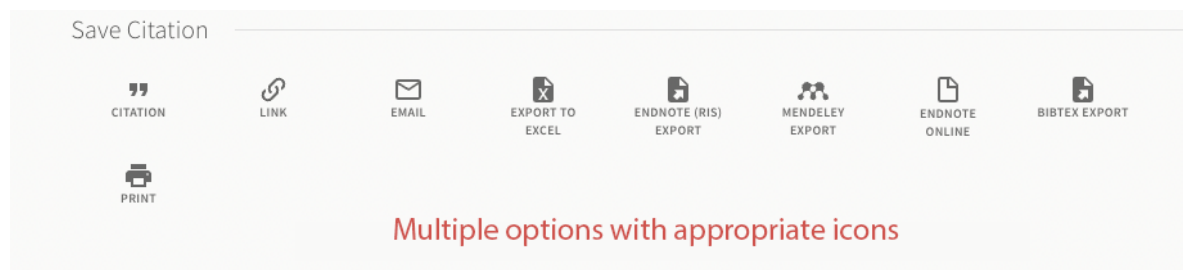 Save Citation
CITATION
LINK
EMAIL
EXPORT TO
EXCEL
ENDNOTE (RIS)
EXPORT
MENDELEY
EXPORT
ENDNOTE
ONLINE
BIBTEX EXPORT
PRINT
Multiple options with appropriate icons